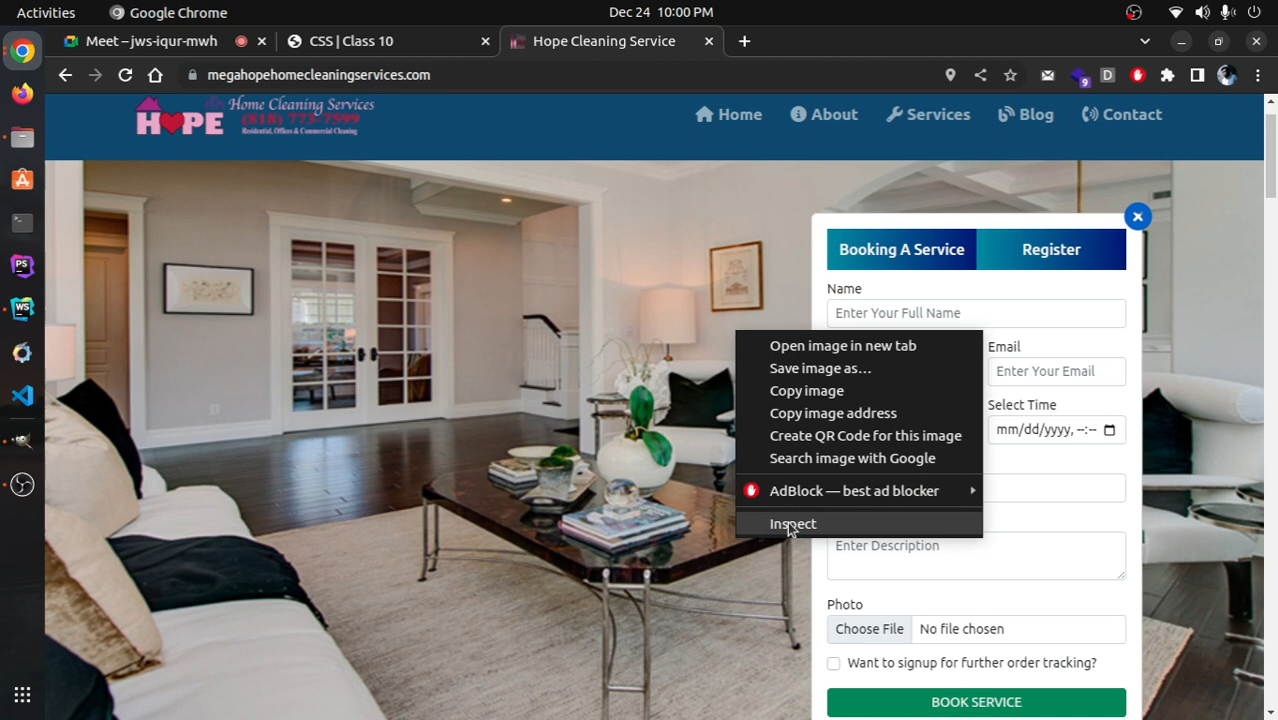 Activities
Google Chrome
Dec 24 10:00 PM
Meet – jws-iqur-mwh
CSS | Class 10
Hope Cleaning Service
megahopehomecleaningservices.com
9
D
HOPE
Home Cleaning Services
(818) 773-7599
Residential, Offices & Commercial Cleaning
Home
About
Services
Blog
Contact
Booking A Service
Register
Name
Enter Your Full Name
Email
Enter Your Email
Select Time
mm/dd/yyyy, --:--
Enter Description
Photo
Choose File
No file chosen
Want to signup for further order tracking?
BOOK SERVICE
Open image in new tab
Save image as…
Copy image
Copy image address
Create QR Code for this image
Search image with Google
AdBlock — best ad blocker
Inspect
PS
WS